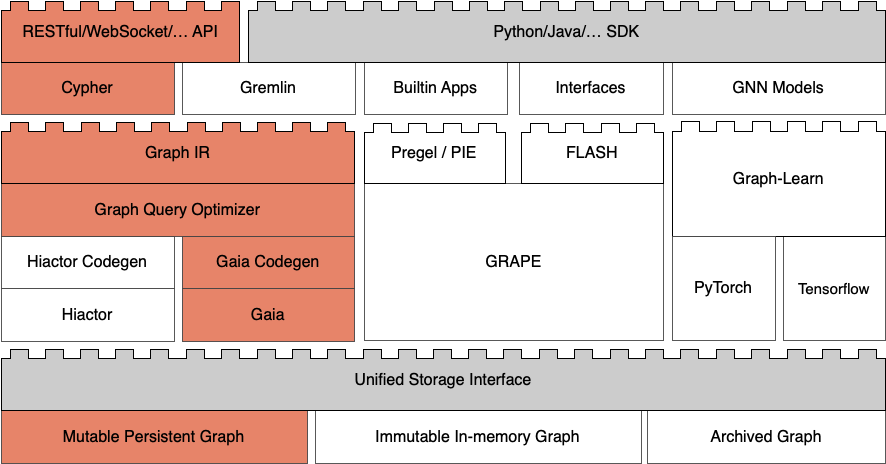 RESTful/WebSocket/... API
Python/Java/... SDK
Cypher
Gremlin
Builtin Apps
Interfaces
GNN Models
Graph IR
Pregel / PIE
FLASH
Graph-Learn
Graph Query Optimizer
Hiactor Codegen
Gaia Codegen
GRAPE
PyTorch
Tensorflow
Hiactor
Gaia
Unified Storage Interface
Mutable Persistent Graph
Immutable In-memory Graph
Archived Graph